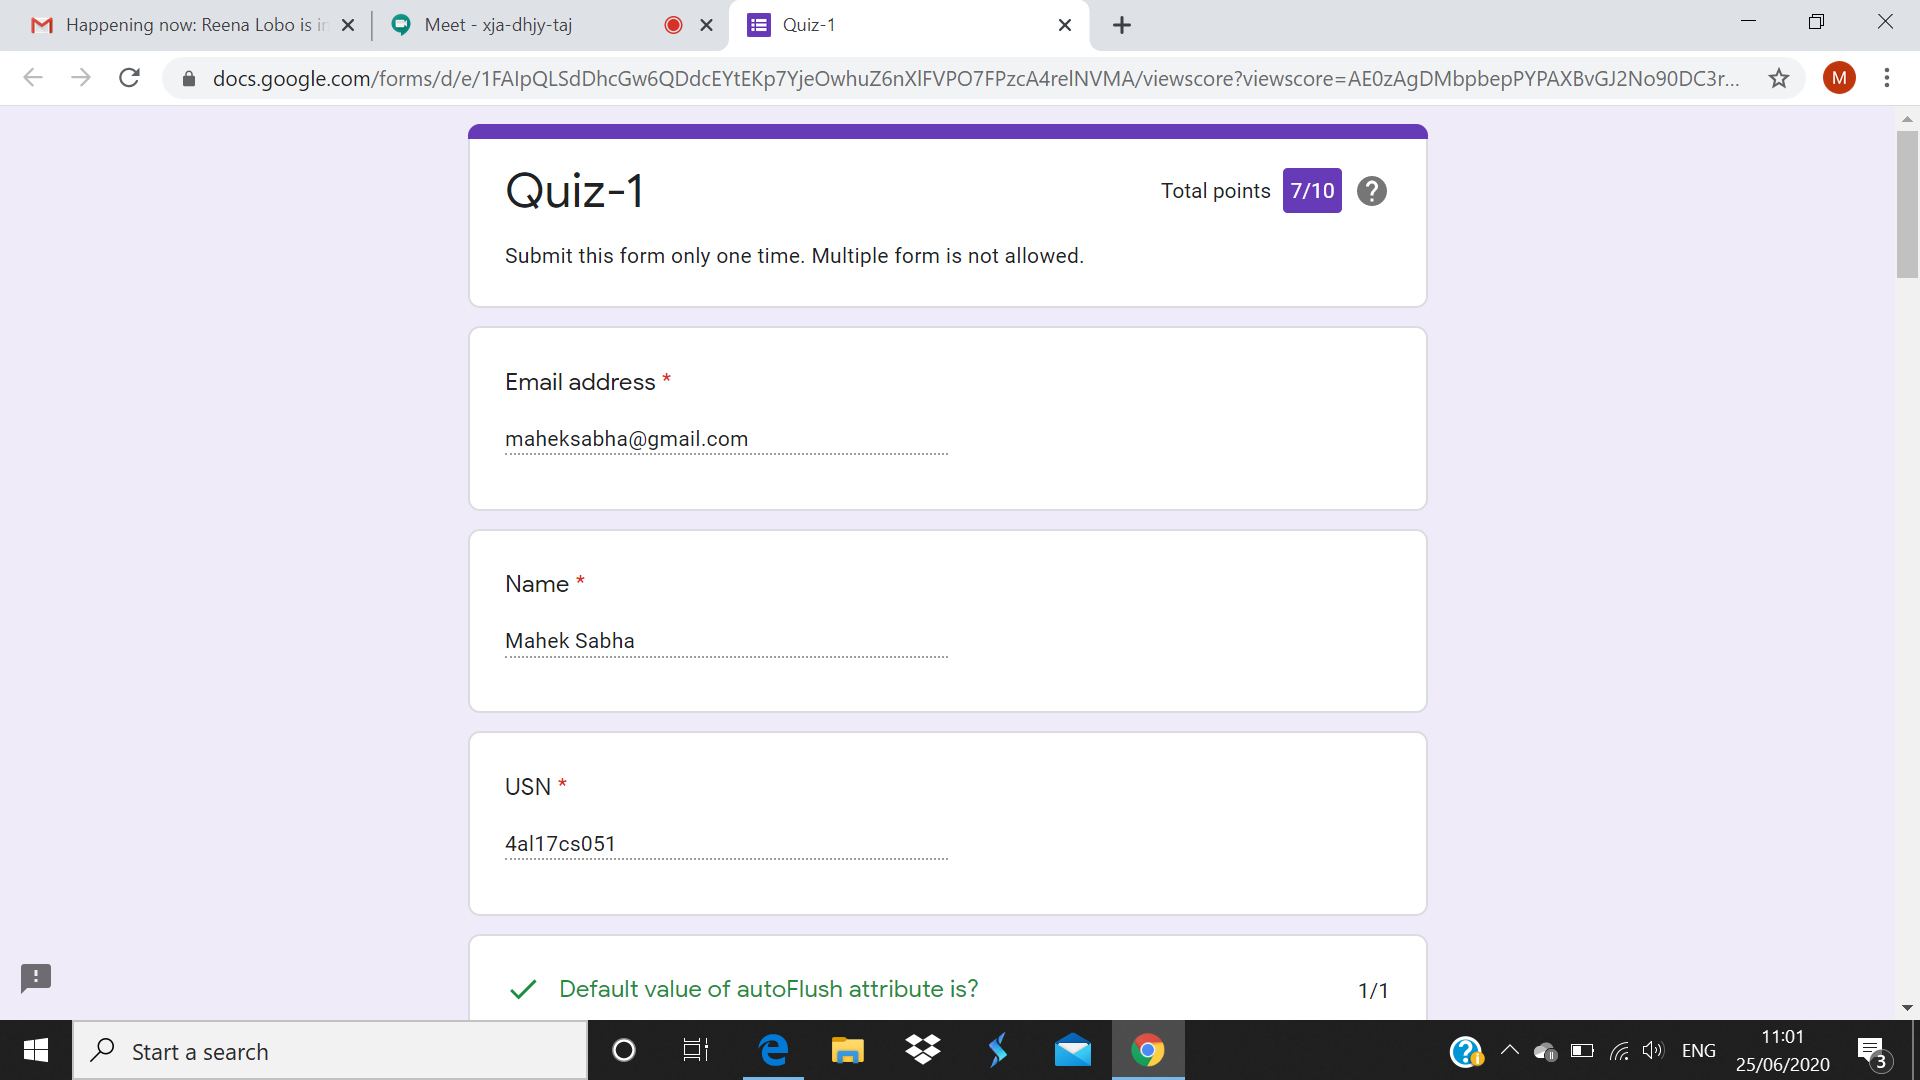 Happening now: Reena Lobo is in
Meet - xja-dhjy-taj
Quiz-1
docs.google.com/forms/d/e/1FAIpQLSdDhcGw6QDdcEYtEKp7YjeOwhuZ6nXlFVPO7FPzcA4relNVMA/viewscore?viewscore=AE0zAgDMbpbepPYPAXBvGJ2No90DC3r...
M
Quiz-1
Total points 7/10
Submit this form only one time. Multiple form is not allowed.
Email address *
maheksabha@gmail.com
Name *
Mahek Sabha
USN *
4al17cs051
Default value of autoFlush attribute is?
1/1
Start a search
ENG
11:01
25/06/2020
3